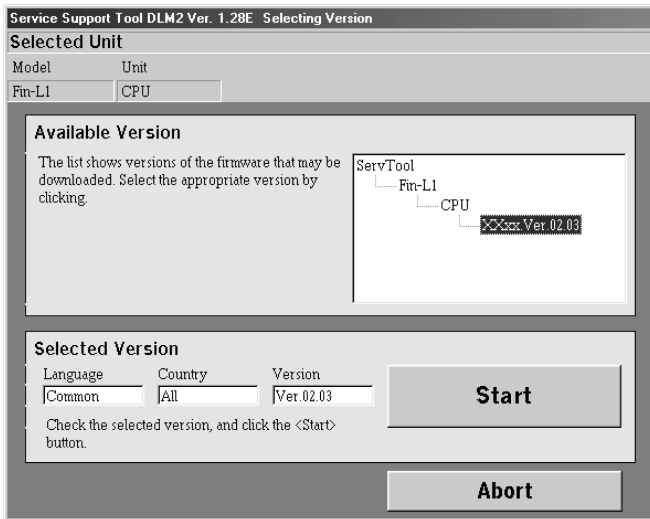 Service Support Tool DLM2 Ver. 1.28E Selecting Version
Selected Unit
Model Unit
Fin-L1 CPU
Available Version
The list shows versions of the firmware that may be
downloaded. Select the appropriate version by
clicking.
ServTool
Fin-L1
CPU
XXxx.Ver.02.03
Selected Version
Language Country Version
Common All Ver.02.03
Check the selected version, and click the <Start>
button.
Start
Abort